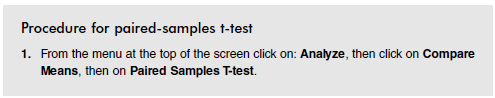 Procedure for paired-samples t-test
1. From the menu at the top of the screen click on: Analyze, then click on Compare
Means, then on Paired Samples T-test.